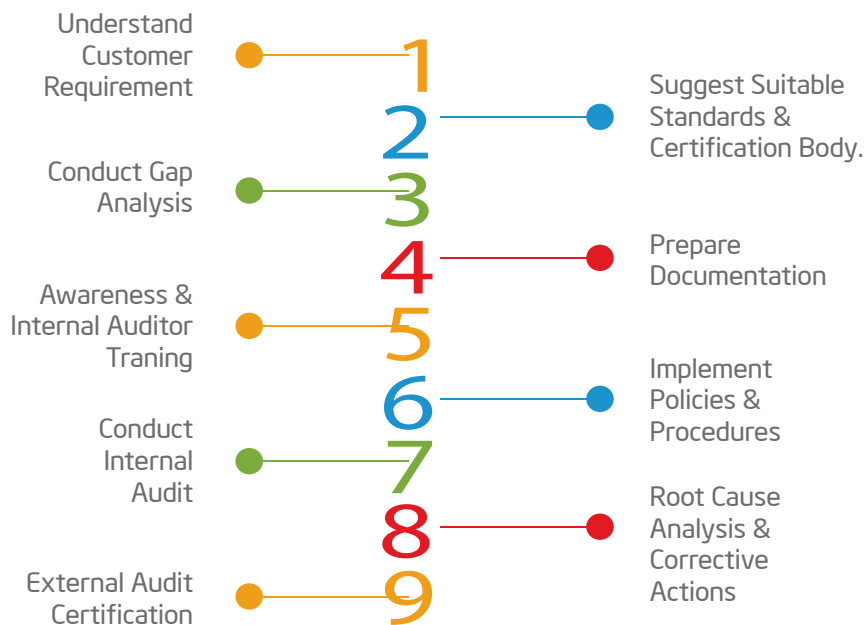 Understand
Customer
Requirement
1
2
Suggest Suitable
Standards &
Certification Body.
Conduct Gap
Analysis
3
4
Prepare
Documentation
Awareness &
Internal Auditor
Traning
5
6
Implement
Policies &
Procedures
Conduct
Internal
Audit
7
8
Root Cause
Analysis &
Corrective
Actions
External Audit
Certification
9